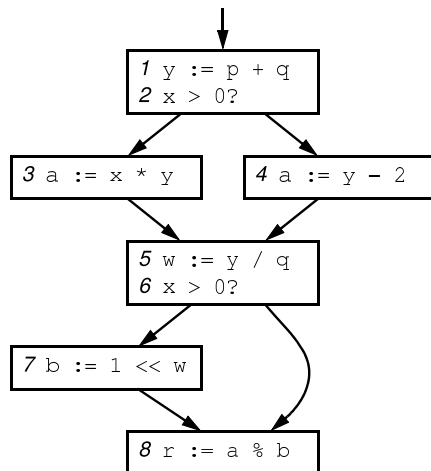 1 y := p + q
2 x > 0?
3 a := x * y
4 a := y - 2
5 w := y / q
6 x > 0?
7 b := 1 << w
8 r := a % b